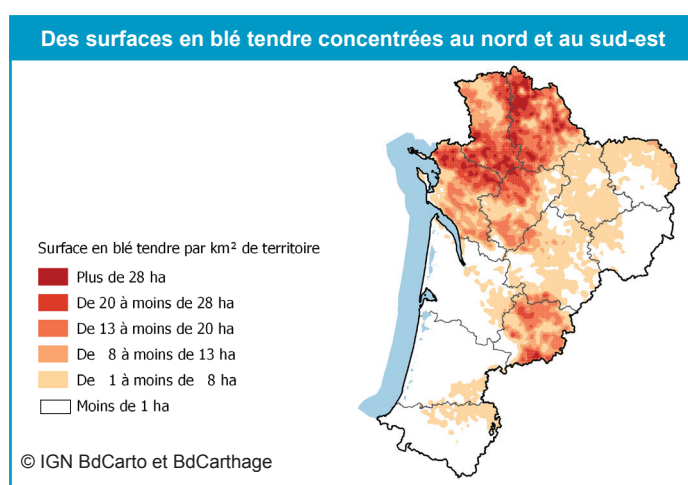 Des surfaces en blé tendre concentrées au nord et au sud-est
Surface en blé tendre par km² de territoire
Plus de 28 ha
De 20 à moins de 28 ha
De 13 à moins de 20 ha
De 8 à moins de 13 ha
De 1 à moins de 8 ha
Moins de 1 ha
© IGN BdCarto et BdCarthage